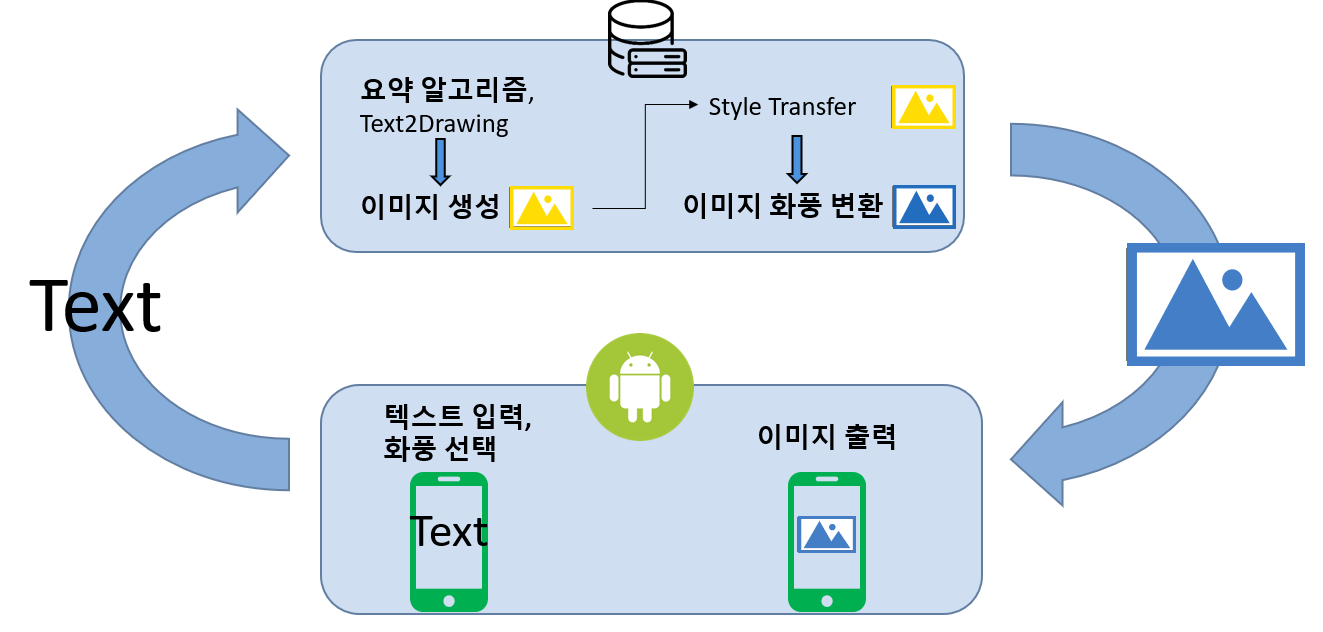 요약 알고리즘,
Text2Drawing
이미지 생성
Style Transfer
이미지 화풍 변환
Text
텍스트 입력,
화풍 선택
Text
이미지 출력